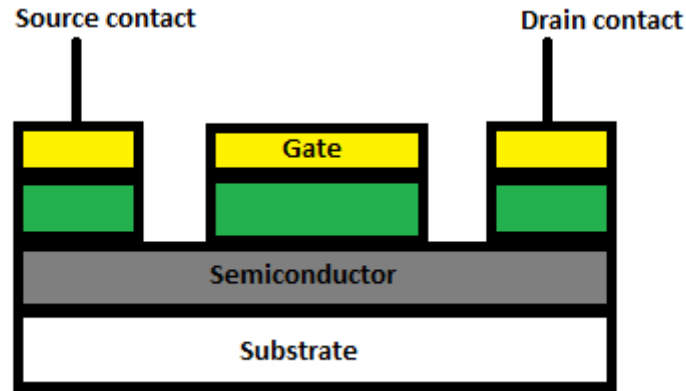 Source contact
Drain contact
Gate
Semiconductor
Substrate